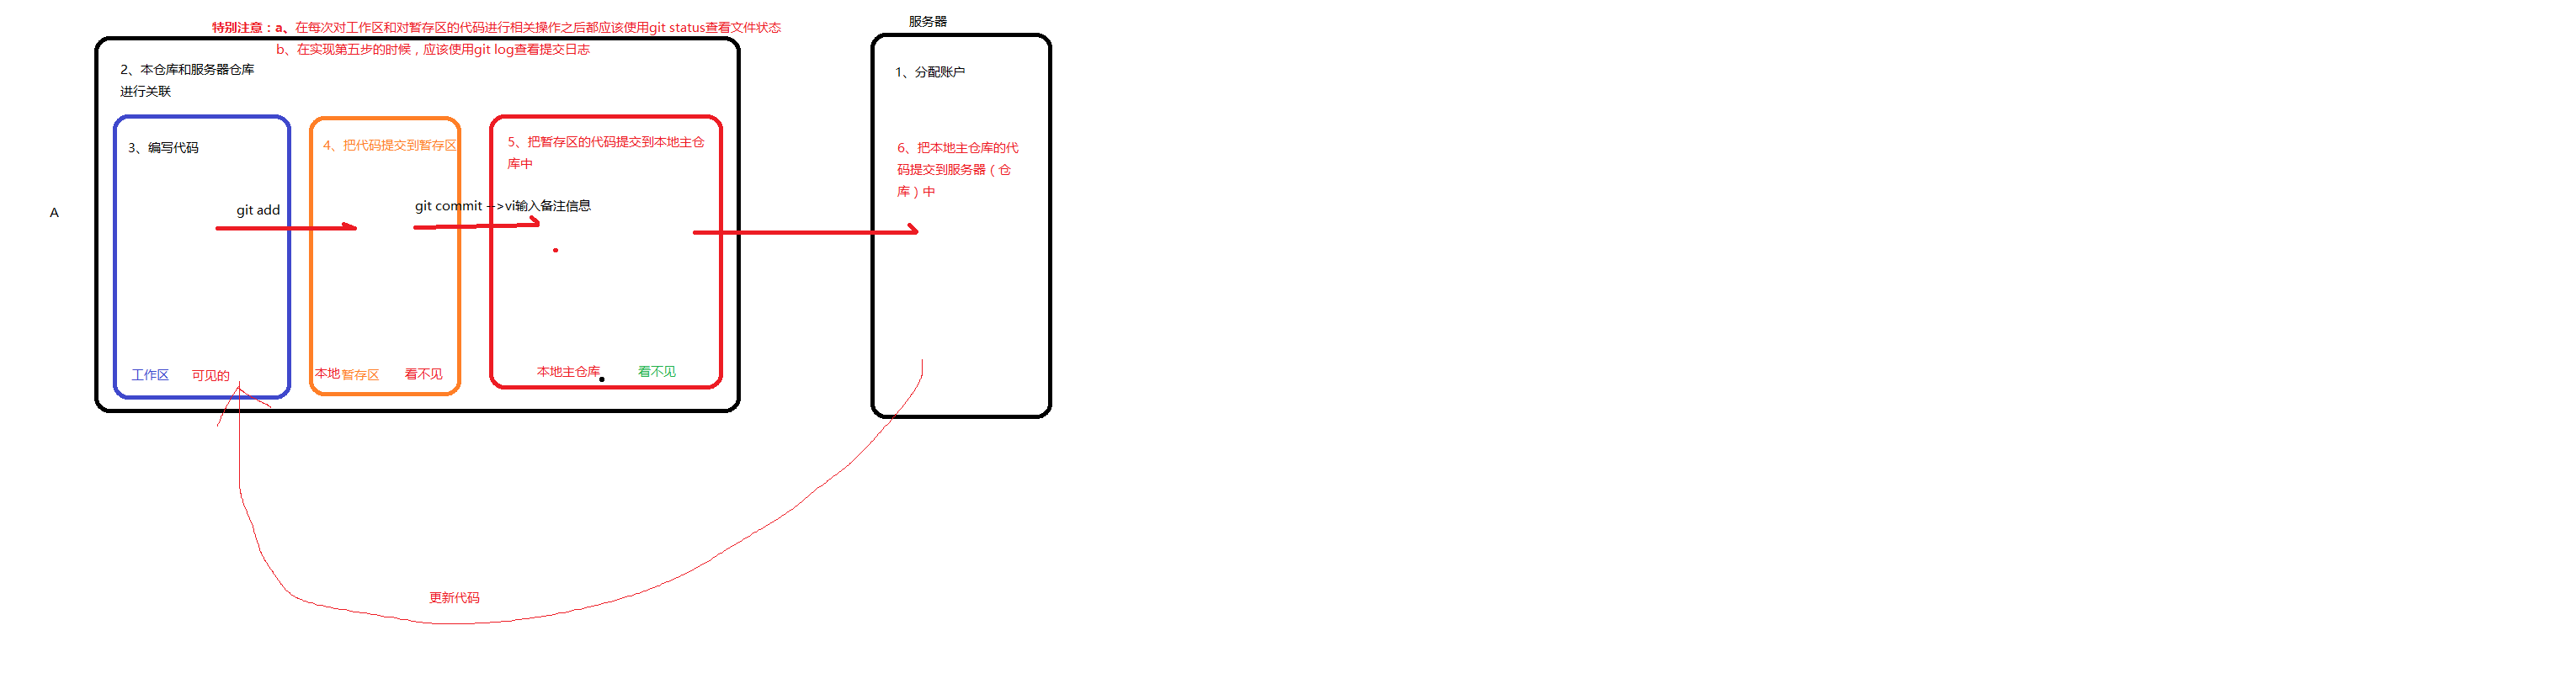 特别注意：a、在每次对工作区和对暂存区的代码进行相关操作之后都应该使用git status查看文件状态
b、在实现第五步的时候，应该使用git log查看提交日志
服务器
2、本仓库和服务器仓库
进行关联
1、分配账户
3、编写代码
4、把代码提交到暂存区
5、把暂存区的代码提交到本地主仓
库中
6、把本地主仓库的代
码提交到服务器（仓
库）中
A
git add
git commit -->vi输入备注信息
工作区 可见的
本地暂存区 看不见
本地主仓库 看不见
更新代码